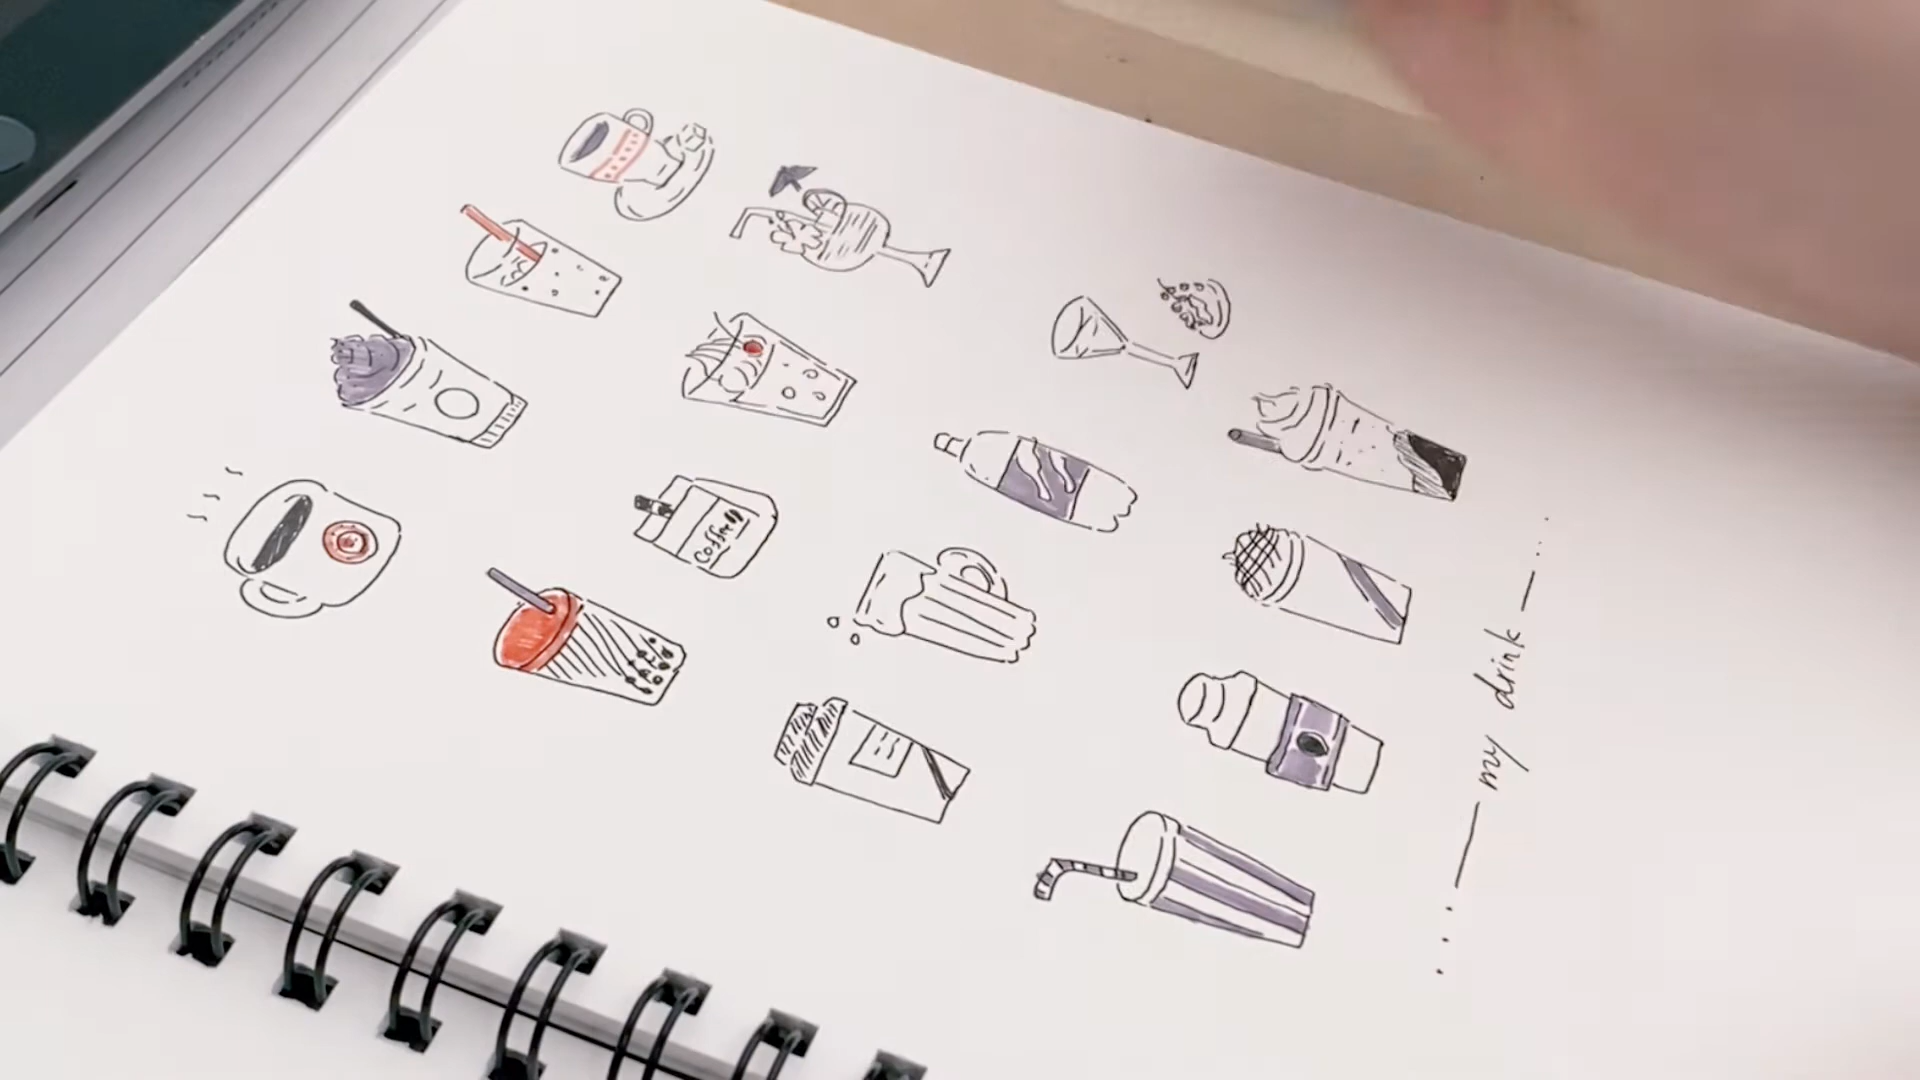 Coffee
... — my drink — ...